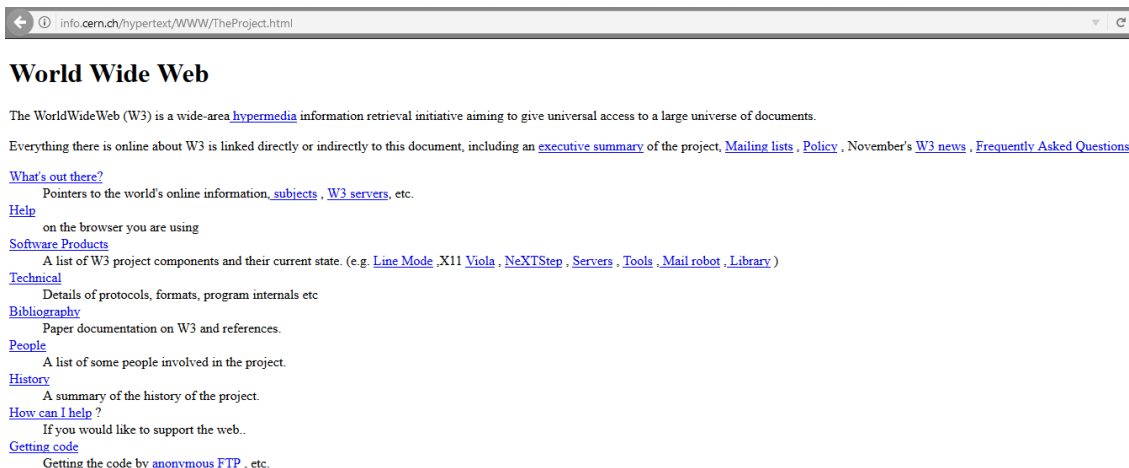 info.cern.ch/hypertext/WWW/TheProject.html
World Wide Web
The WorldWideWeb (W3) is a wide-area hypermedia information retrieval initiative aiming to give universal access to a large universe of documents.
Everything there is online about W3 is linked directly or indirectly to this document, including an executive summary of the project, Mailing lists , Policy , November's W3 news , Frequently Asked Questions
What's out there?
Pointers to the world's online information, subjects , W3 servers, etc.
Help
on the browser you are using
Software Products
A list of W3 project components and their current state. (e.g. Line Mode ,X11 Viola , NeXTStep , Servers , Tools , Mail robot , Library )
Technical
Details of protocols, formats, program internals etc
Bibliography
Paper documentation on W3 and references.
People
A list of some people involved in the project.
History
A summary of the history of the project.
How can I help ?
If you would like to support the web..
Getting code
Getting the code by anonymous FTP , etc.